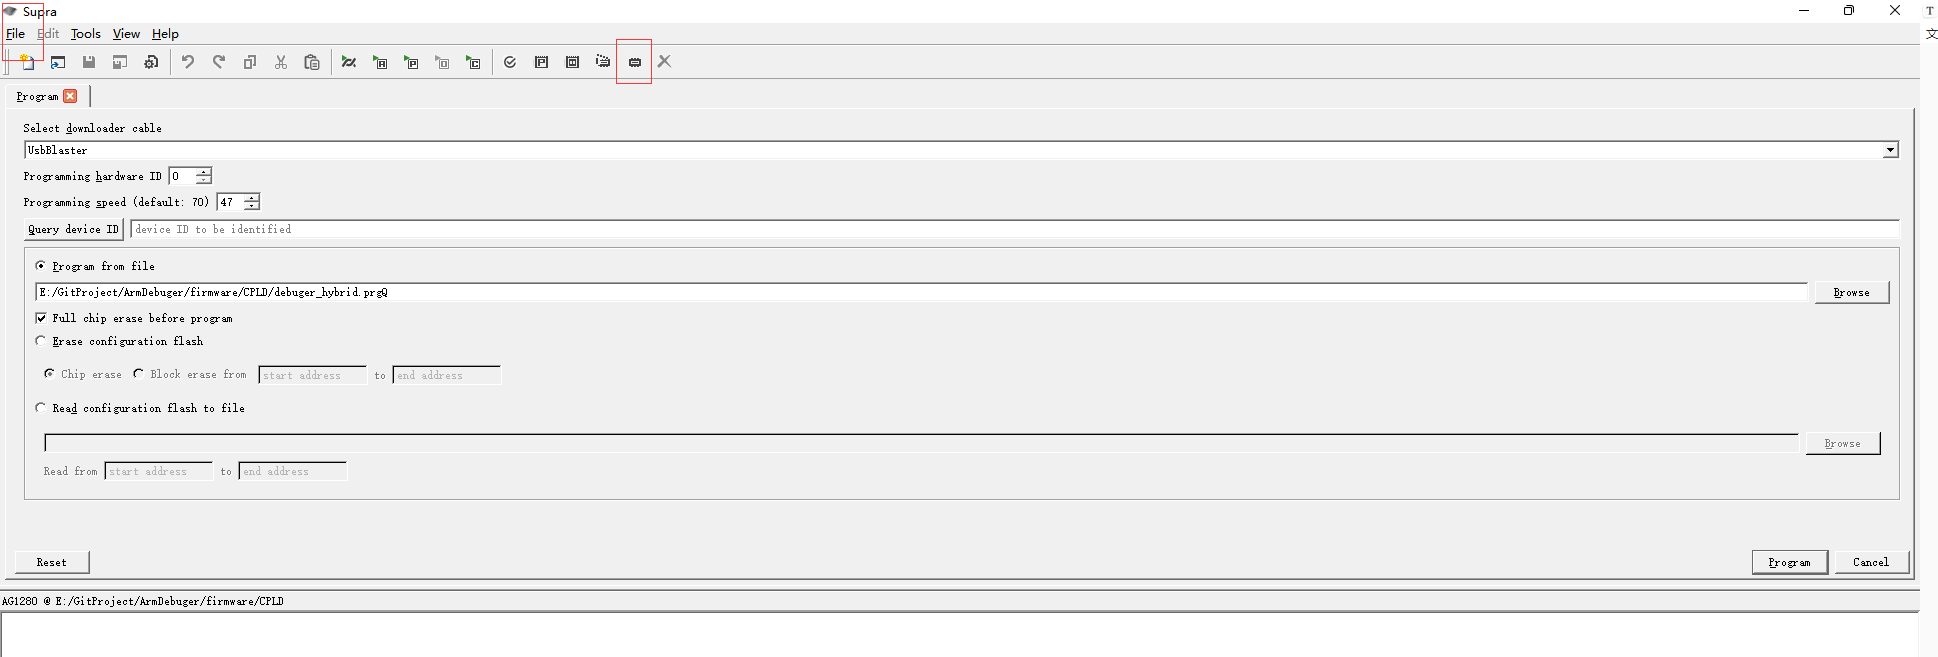 Supra
File Edit Tools View Help
Program
Select downloader cable
UsbBlaster
Programming hardware ID 0
Programming speed (default: 70) 47
Query device ID device ID to be identified
Program from file
E:/GitProject/ArmDebuger/firmware/CPLD/debuger_hybrid.prgQ Browse
Full chip erase before program
Erase configuration flash
Chip erase Block erase from start address to end address
Read configuration flash to file
Browse
Read from start address to end address
Reset Program Cancel
AG1280 @ E:/GitProject/ArmDebuger/firmware/CPLD
T
文